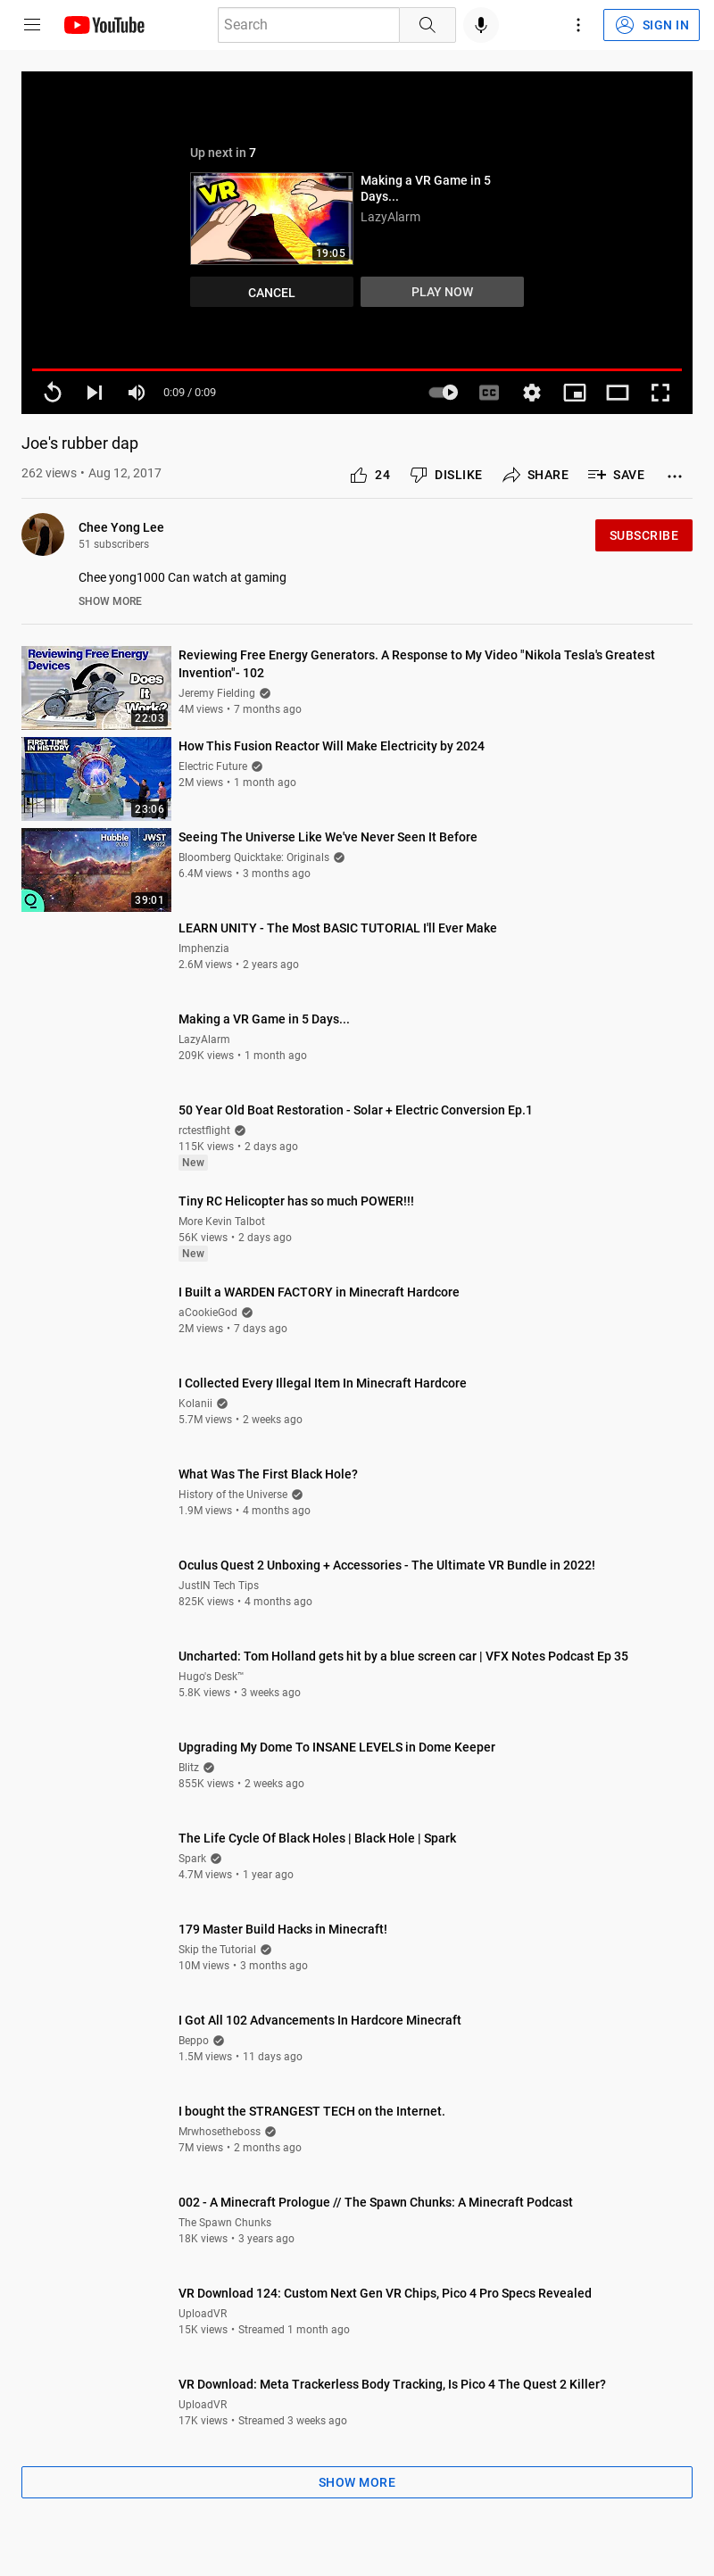 YouTube
Search
SIGN IN
Up next in 7
VR
19:05
Making a VR Game in 5
Days...
LazyAlarm
CANCEL
PLAY NOW
0:09 / 0:09
CC
Joe's rubber dap
262 views • Aug 12, 2017
24
DISLIKE
SHARE
SAVE
Chee Yong Lee
51 subscribers
SUBSCRIBE
Chee yong1000 Can watch at gaming
SHOW MORE
Reviewing Free Energy
Devices
Does
It
Work?
22:03
Reviewing Free Energy Generators. A Response to My Video "Nikola Tesla's Greatest
Invention"- 102
Jeremy Fielding
4M views • 7 months ago
FIRST TIME
IN HISTORY
23:06
How This Fusion Reactor Will Make Electricity by 2024
Electric Future
2M views • 1 month ago
Hubble
JWST
39:01
Seeing The Universe Like We've Never Seen It Before
Bloomberg Quicktake: Originals
6.4M views • 3 months ago
LEARN UNITY - The Most BASIC TUTORIAL I'll Ever Make
Imphenzia
2.6M views • 2 years ago
Making a VR Game in 5 Days...
LazyAlarm
209K views • 1 month ago
50 Year Old Boat Restoration - Solar + Electric Conversion Ep.1
rctestflight
115K views • 2 days ago
New
Tiny RC Helicopter has so much POWER!!!
More Kevin Talbot
56K views • 2 days ago
New
I Built a WARDEN FACTORY in Minecraft Hardcore
aCookieGod
2M views • 7 days ago
I Collected Every Illegal Item In Minecraft Hardcore
Kolanii
5.7M views • 2 weeks ago
What Was The First Black Hole?
History of the Universe
1.9M views • 4 months ago
Oculus Quest 2 Unboxing + Accessories - The Ultimate VR Bundle in 2022!
JustIN Tech Tips
825K views • 4 months ago
Uncharted: Tom Holland gets hit by a blue screen car | VFX Notes Podcast Ep 35
Hugo's Desk™
5.8K views • 3 weeks ago
Upgrading My Dome To INSANE LEVELS in Dome Keeper
Blitz
855K views • 2 weeks ago
The Life Cycle Of Black Holes | Black Hole | Spark
Spark
4.7M views • 1 year ago
179 Master Build Hacks in Minecraft!
Skip the Tutorial
10M views • 3 months ago
I Got All 102 Advancements In Hardcore Minecraft
Beppo
1.5M views • 11 days ago
I bought the STRANGEST TECH on the Internet.
Mrwhosetheboss
7M views • 2 months ago
002 - A Minecraft Prologue // The Spawn Chunks: A Minecraft Podcast
The Spawn Chunks
18K views • 3 years ago
VR Download 124: Custom Next Gen VR Chips, Pico 4 Pro Specs Revealed
UploadVR
15K views • Streamed 1 month ago
VR Download: Meta Trackerless Body Tracking, Is Pico 4 The Quest 2 Killer?
UploadVR
17K views • Streamed 3 weeks ago
SHOW MORE